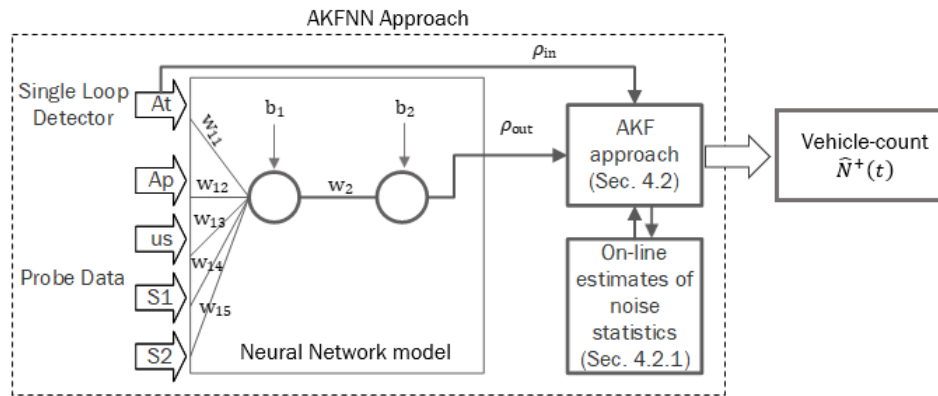 AKFNN Approach
ρin
Single Loop
Detector
At
Ap
us
S1
S2
Probe Data
w11
w12
w13
w14
w15
b1
b2
w2
ρout
Neural Network model
AKF
approach
(Sec. 4.2)
On-line
estimates of
noise
statistics
(Sec. 4.2.1)
Vehicle-count
N̂⁺(t)